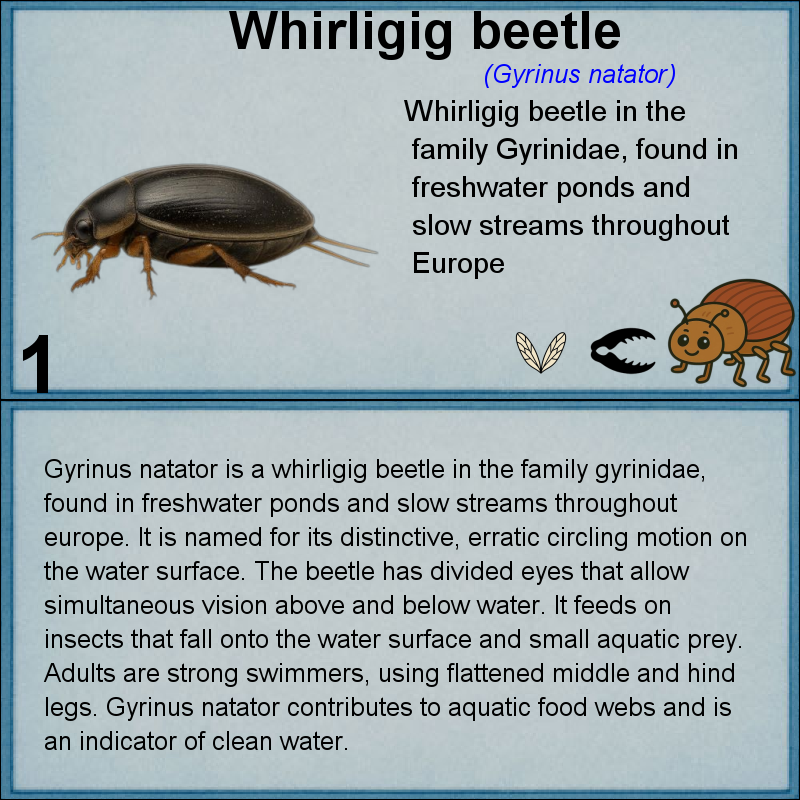 Whirligig beetle
(Gyrinus natator)
Whirligig beetle in the
family Gyrinidae, found in
freshwater ponds and
slow streams throughout
Europe
1
Gyrinus natator is a whirligig beetle in the family gyrinidae,
found in freshwater ponds and slow streams throughout
europe. It is named for its distinctive, erratic circling motion on
the water surface. The beetle has divided eyes that allow
simultaneous vision above and below water. It feeds on
insects that fall onto the water surface and small aquatic prey.
Adults are strong swimmers, using flattened middle and hind
legs. Gyrinus natator contributes to aquatic food webs and is
an indicator of clean water.